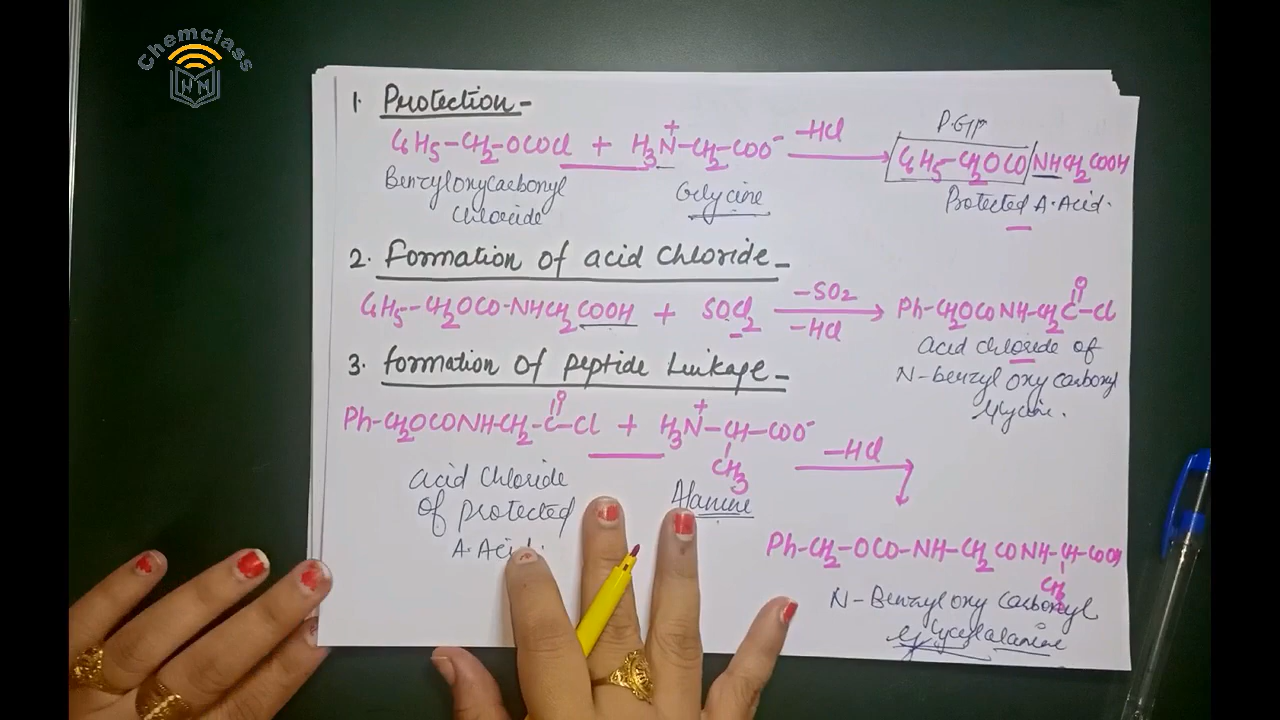 Chemclass
NM
1. Protection -
C6H5-CH2-OCOCl + H3N+-CH2-COO- -HCl → C6H5-CH2OCO NHCH2COOH
P.Grp
Benzyloxycarbonyl Chloride
Glycine
Protected A.Acid.
2. Formation of acid chloride -
C6H5-CH2OCO-NHCH2COOH + SOCl2 -SO2 -HCl → Ph-CH2OCONH-CH2-C-Cl
O
acid chloride of
N-benzyl oxy carbonyl
glycine.
3. formation of peptide linkage -
Ph-CH2OCONH-CH2-C-Cl + H3N+-CH-COO- -HCl
O
CH3
acid chloride
of protected
A.Acid.
Alanine
Ph-CH2-OCO-NH-CH2CONH-CH-COOH
CH3
N-Benzyl oxy carbonyl
glycylalanine